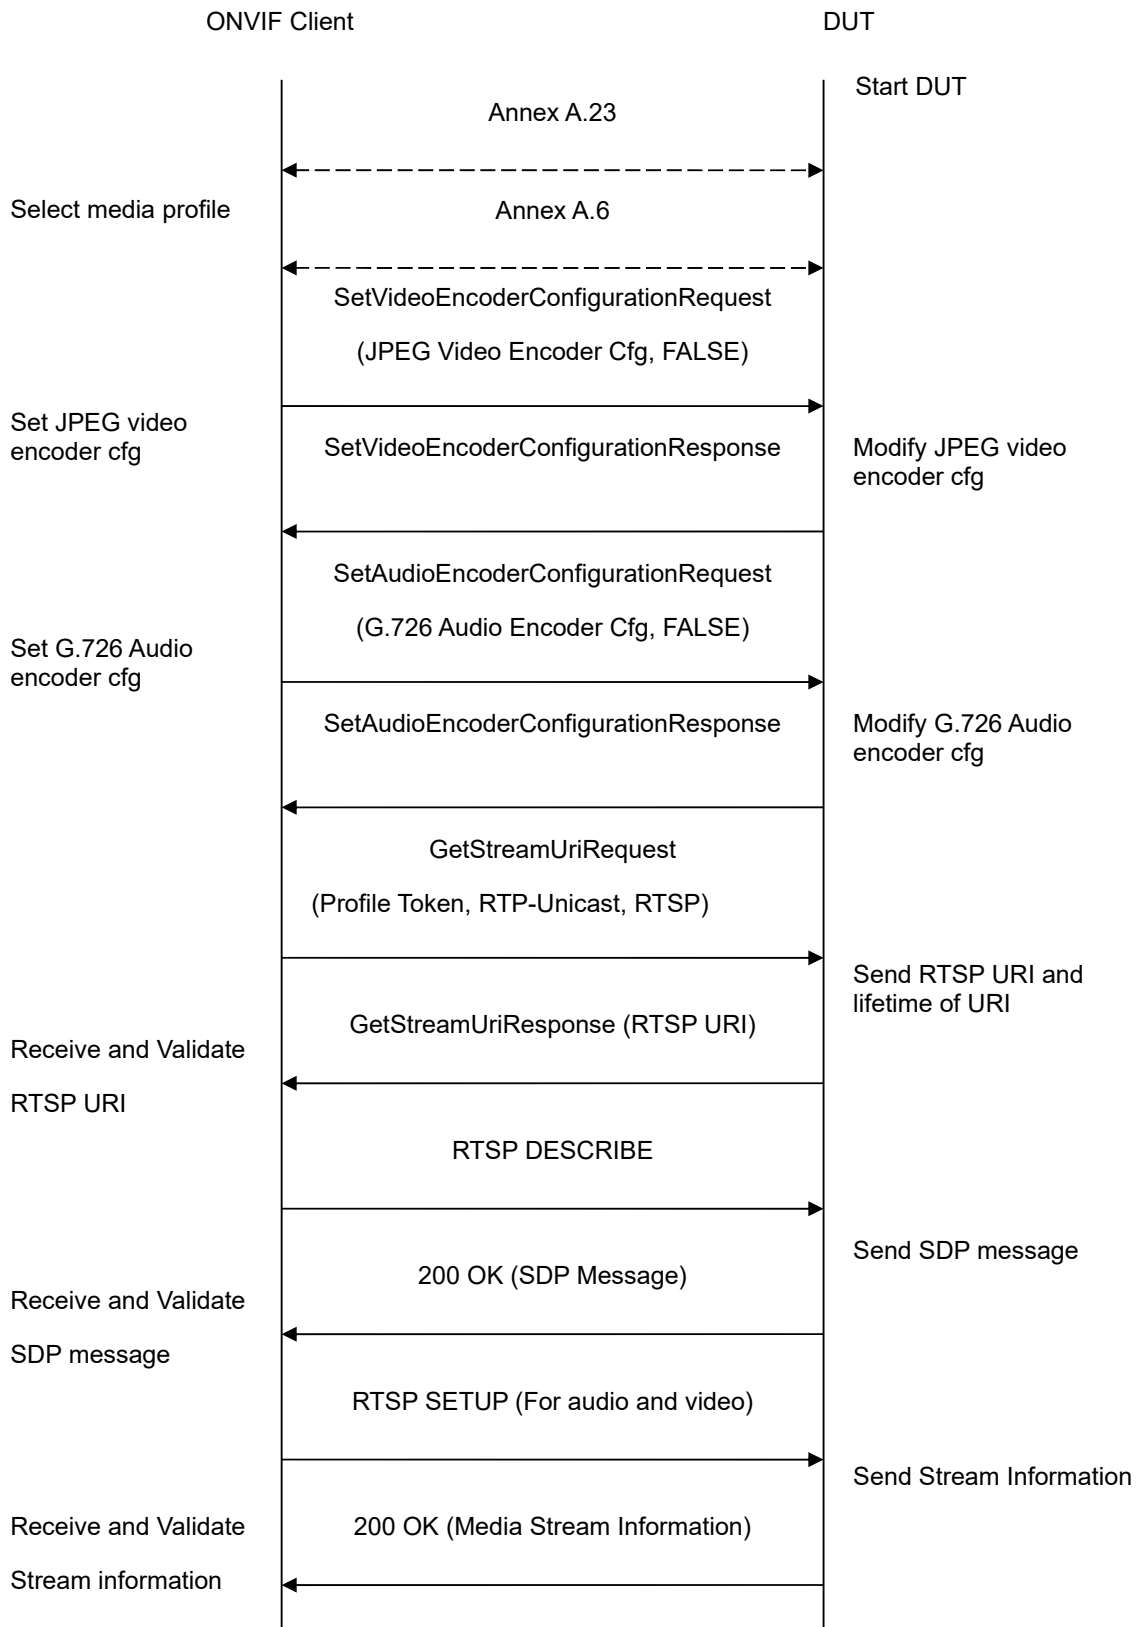 ONVIF Client
DUT
Start DUT
Annex A.23
Select media profile
Annex A.6
SetVideoEncoderConfigurationRequest
(JPEG Video Encoder Cfg, FALSE)
Set JPEG video
encoder cfg
SetVideoEncoderConfigurationResponse
Modify JPEG video
encoder cfg
SetAudioEncoderConfigurationRequest
(G.726 Audio Encoder Cfg, FALSE)
Set G.726 Audio
encoder cfg
SetAudioEncoderConfigurationResponse
Modify G.726 Audio
encoder cfg
GetStreamUriRequest
(Profile Token, RTP-Unicast, RTSP)
Send RTSP URI and
lifetime of URI
GetStreamUriResponse (RTSP URI)
Receive and Validate
RTSP URI
RTSP DESCRIBE
Send SDP message
200 OK (SDP Message)
Receive and Validate
SDP message
RTSP SETUP (For audio and video)
Send Stream Information
Receive and Validate
Stream information
200 OK (Media Stream Information)